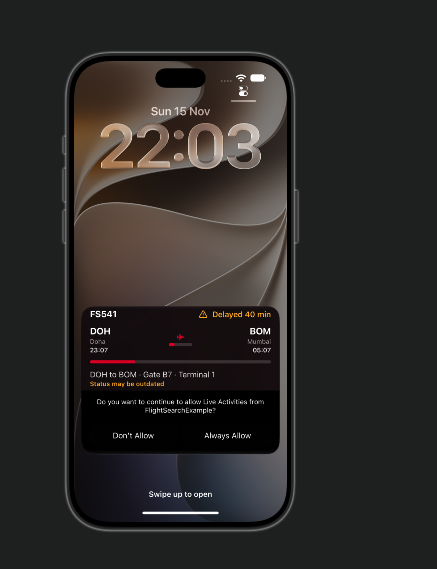 Sun 15 Nov
22:03
FS541
Delayed 40 min
DOH
BOM
Doha
Mumbai
23:07
05:07
DOH to BOM · Gate B7 · Terminal 1
Status may be outdated
Do you want to continue to allow Live Activities from
FlightSearchExample?
Don't Allow
Always Allow
Swipe up to open